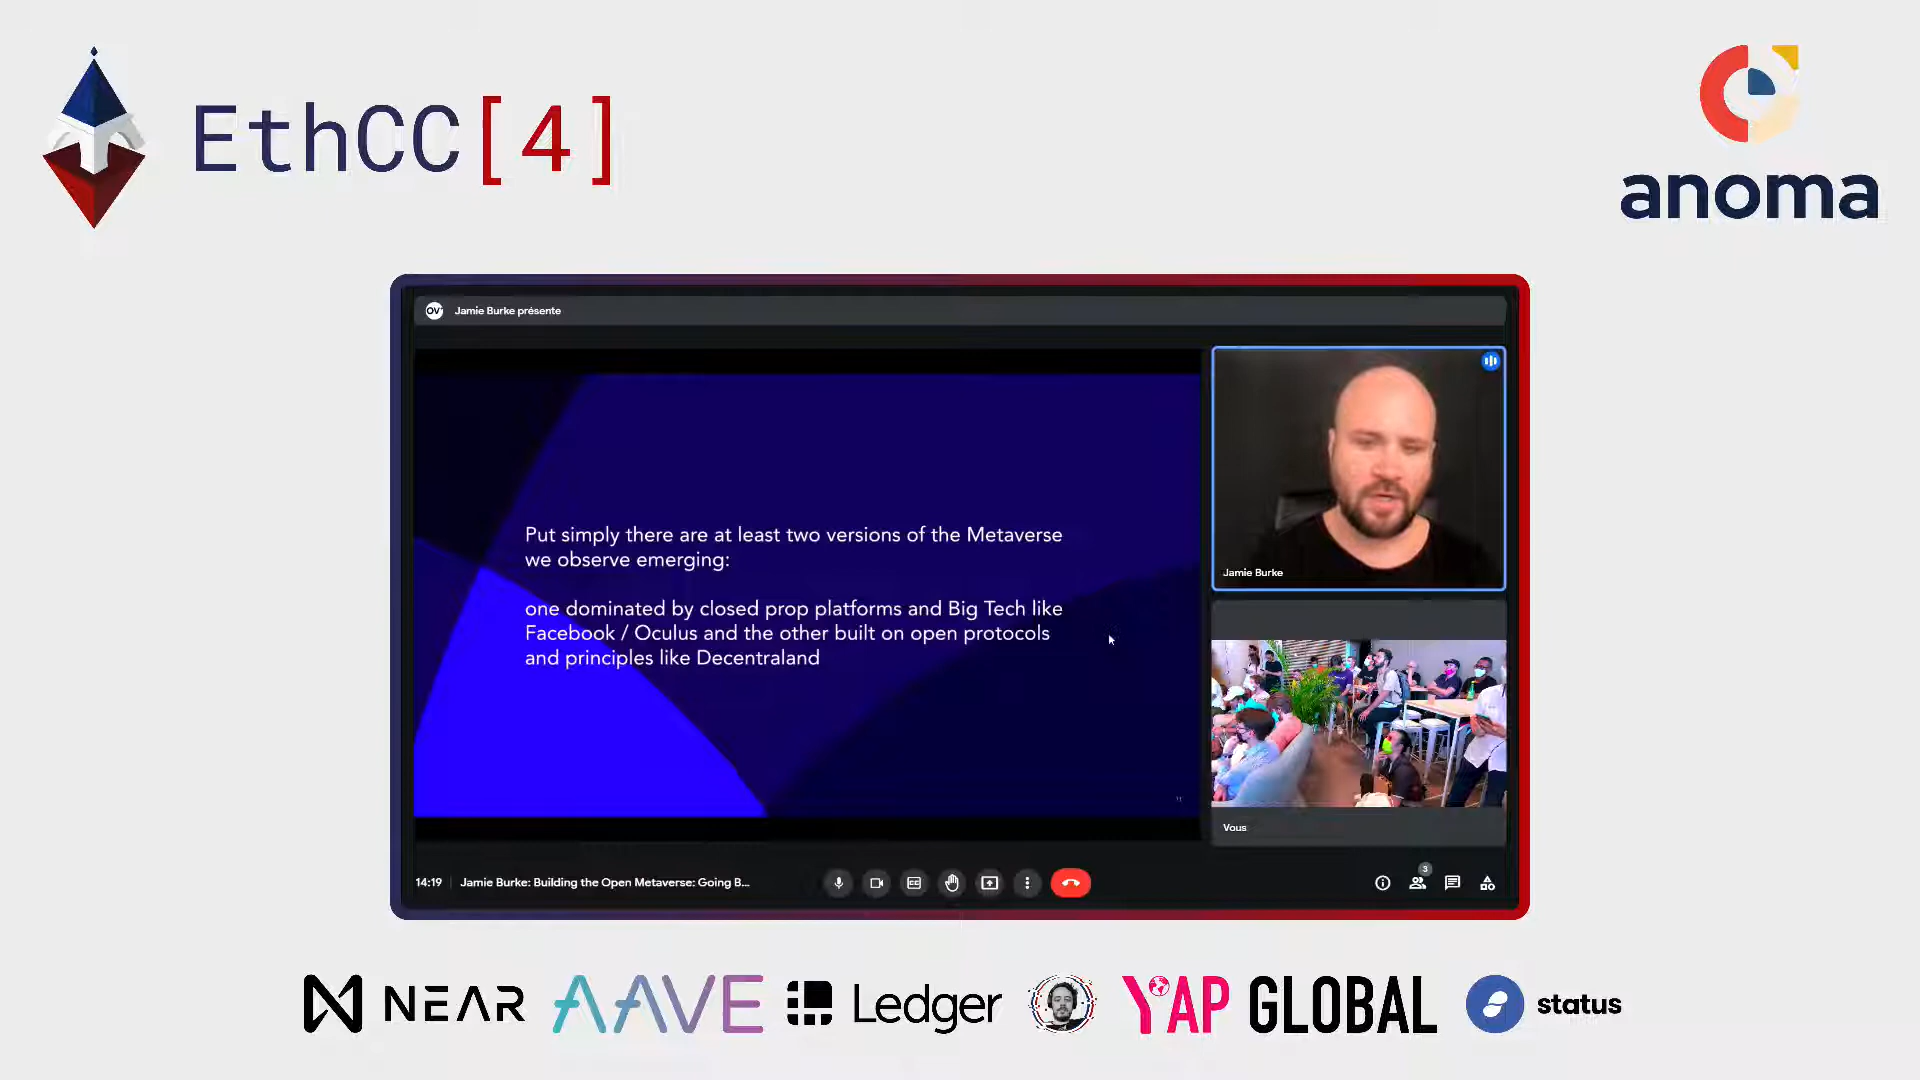 EthCC[4]
anoma
OV
Jamie Burke présente
Put simply there are at least two versions of the Metaverse
we observe emerging:
one dominated by closed prop platforms and Big Tech like
Facebook / Oculus and the other built on open protocols
and principles like Decentraland
11
Jamie Burke
Vous
14:19
Jamie Burke: Building the Open Metaverse: Going B...
3
NEAR
AAVE
Ledger
YAP GLOBAL
status